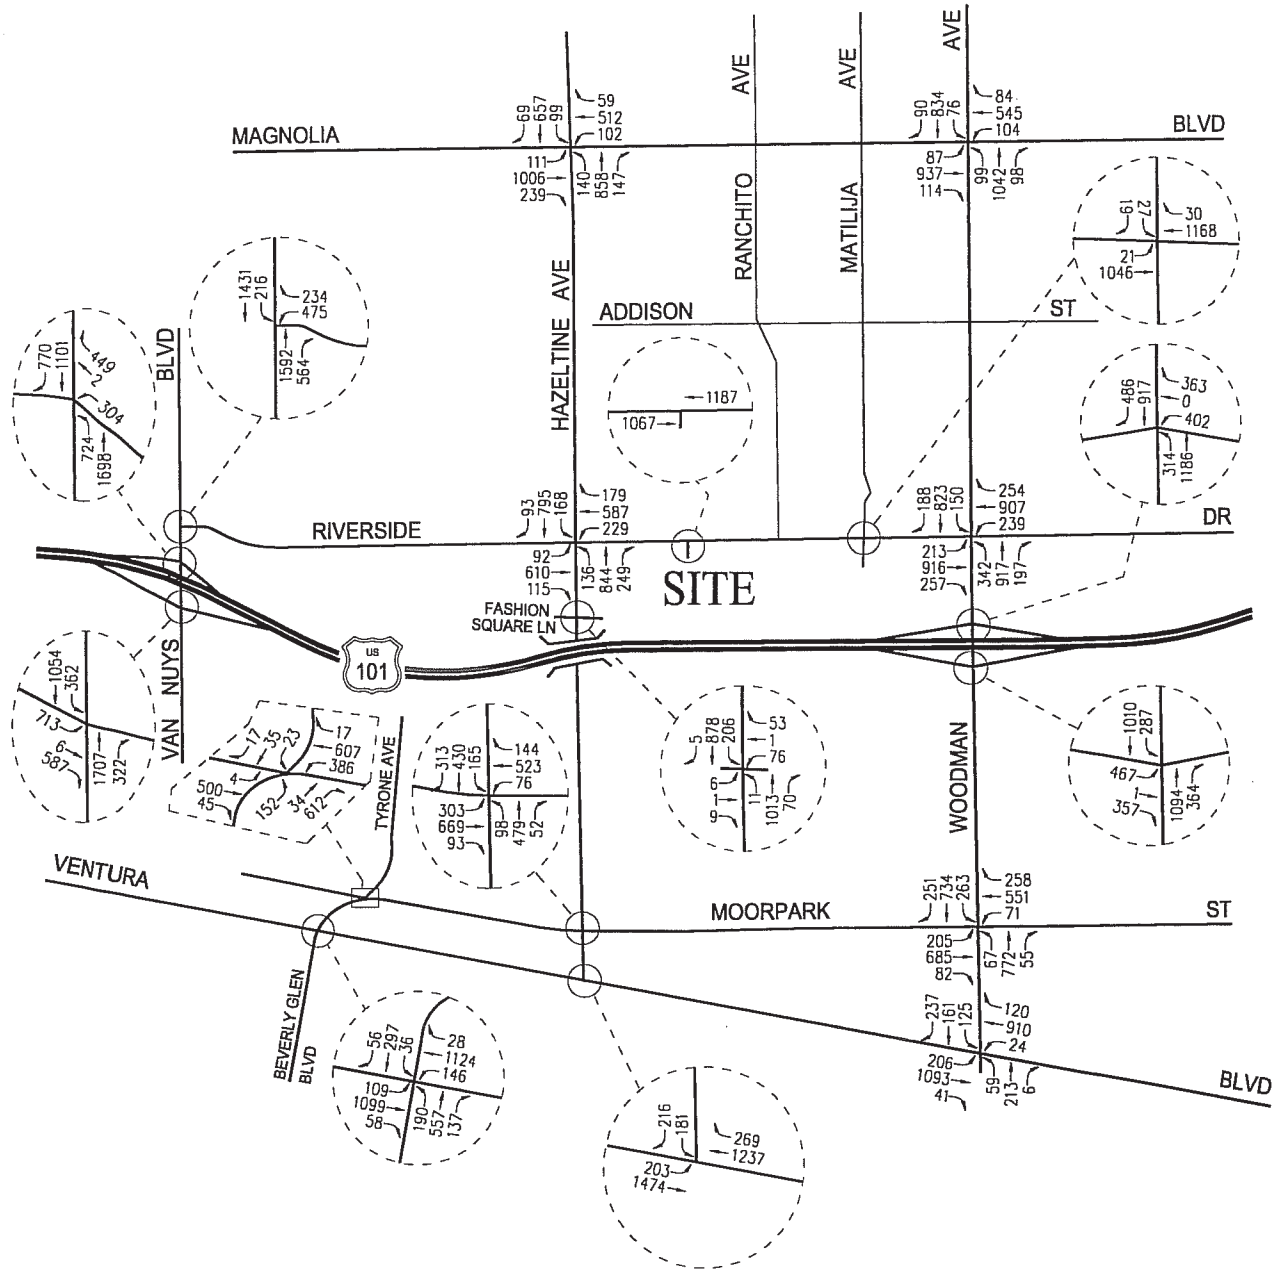 AVE
AVE
AVE
69 657 99
59
512
102
90 834 76
84
545
104
MAGNOLIA
BLVD
111
1006
239
140 858 147
87
937
114
99 1042 98
HAZELTINE AVE
RANCHITO
MATILIJA
19 27
30
1168
21
1046
ADDISON
ST
1431 216
234
475
1592 564
BLVD
770 1101
449
2
304
724 1698
1187
1067
486 917
363
0
402
314 1186
RIVERSIDE
DR
93 795 168
179
587
229
92
610
115
136 844 249
188 823 150
254
907
239
213
916
257
342 917 197
SITE
FASHION
SQUARE LN
US
101
VAN NUYS
1054 362
713
6
587
1707 322
17 35 23
17
607
386
4
500
45
152 34 612
TYRONE AVE
313 430 165
144
523
76
303
669
93
98 479 52
5 878 206
53
1
76
6
1
9
11 1013 70
WOODMAN
1010 287
467
1
357
1094 364
VENTURA
MOORPARK
ST
251 734 263
258
551
71
205
685
82
67 772 55
BEVERLY GLEN
BLVD
56 297 36
28
1124
146
109
1099
58
190 557 137
216 181
269
1237
203
1474
237 161 125
120
910
24
206
1093
41
59 213 6
BLVD